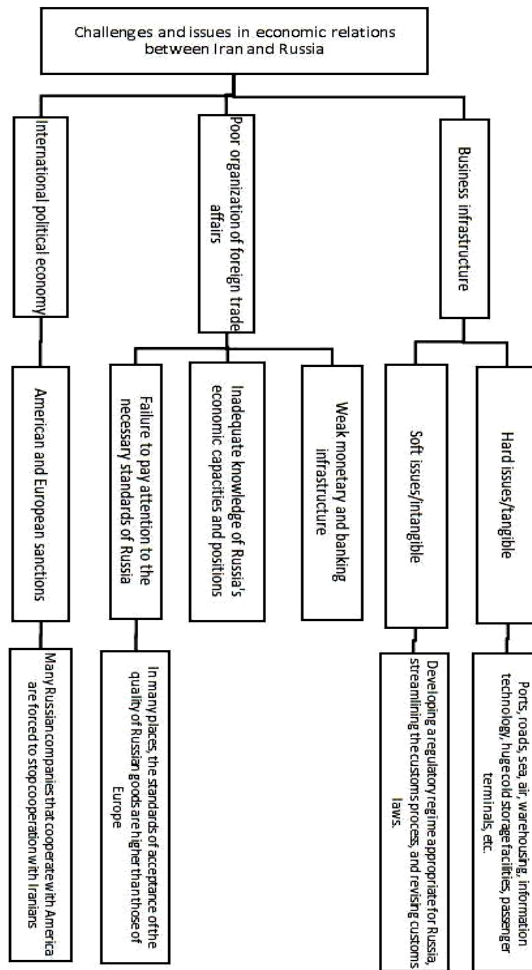 Challenges and issues in economic relations
between Iran and Russia
Business infrastructure
Poor organization of foreign trade
affairs
International political economy
Hard issues/tangible
Soft issues/intangible
Weak monetary and banking
infrastructure
Inadequate knowledge of Russia's
economic capacities and positions
Failure to pay attention to the
necessary standards of Russia
American and European sanctions
Ports, roads, sea, air, warehousing, information
technology, huge cold storage facilities, passenger
terminals, etc.
Developing a regulatory regime appropriate for Russia,
streamlining the customs process, and revising customs
laws.
In many places, the standards of acceptance of the
quality of Russian goods are higher than those of
Europe
Many Russian companies that cooperate with America
are forced to stop cooperation with Iranians